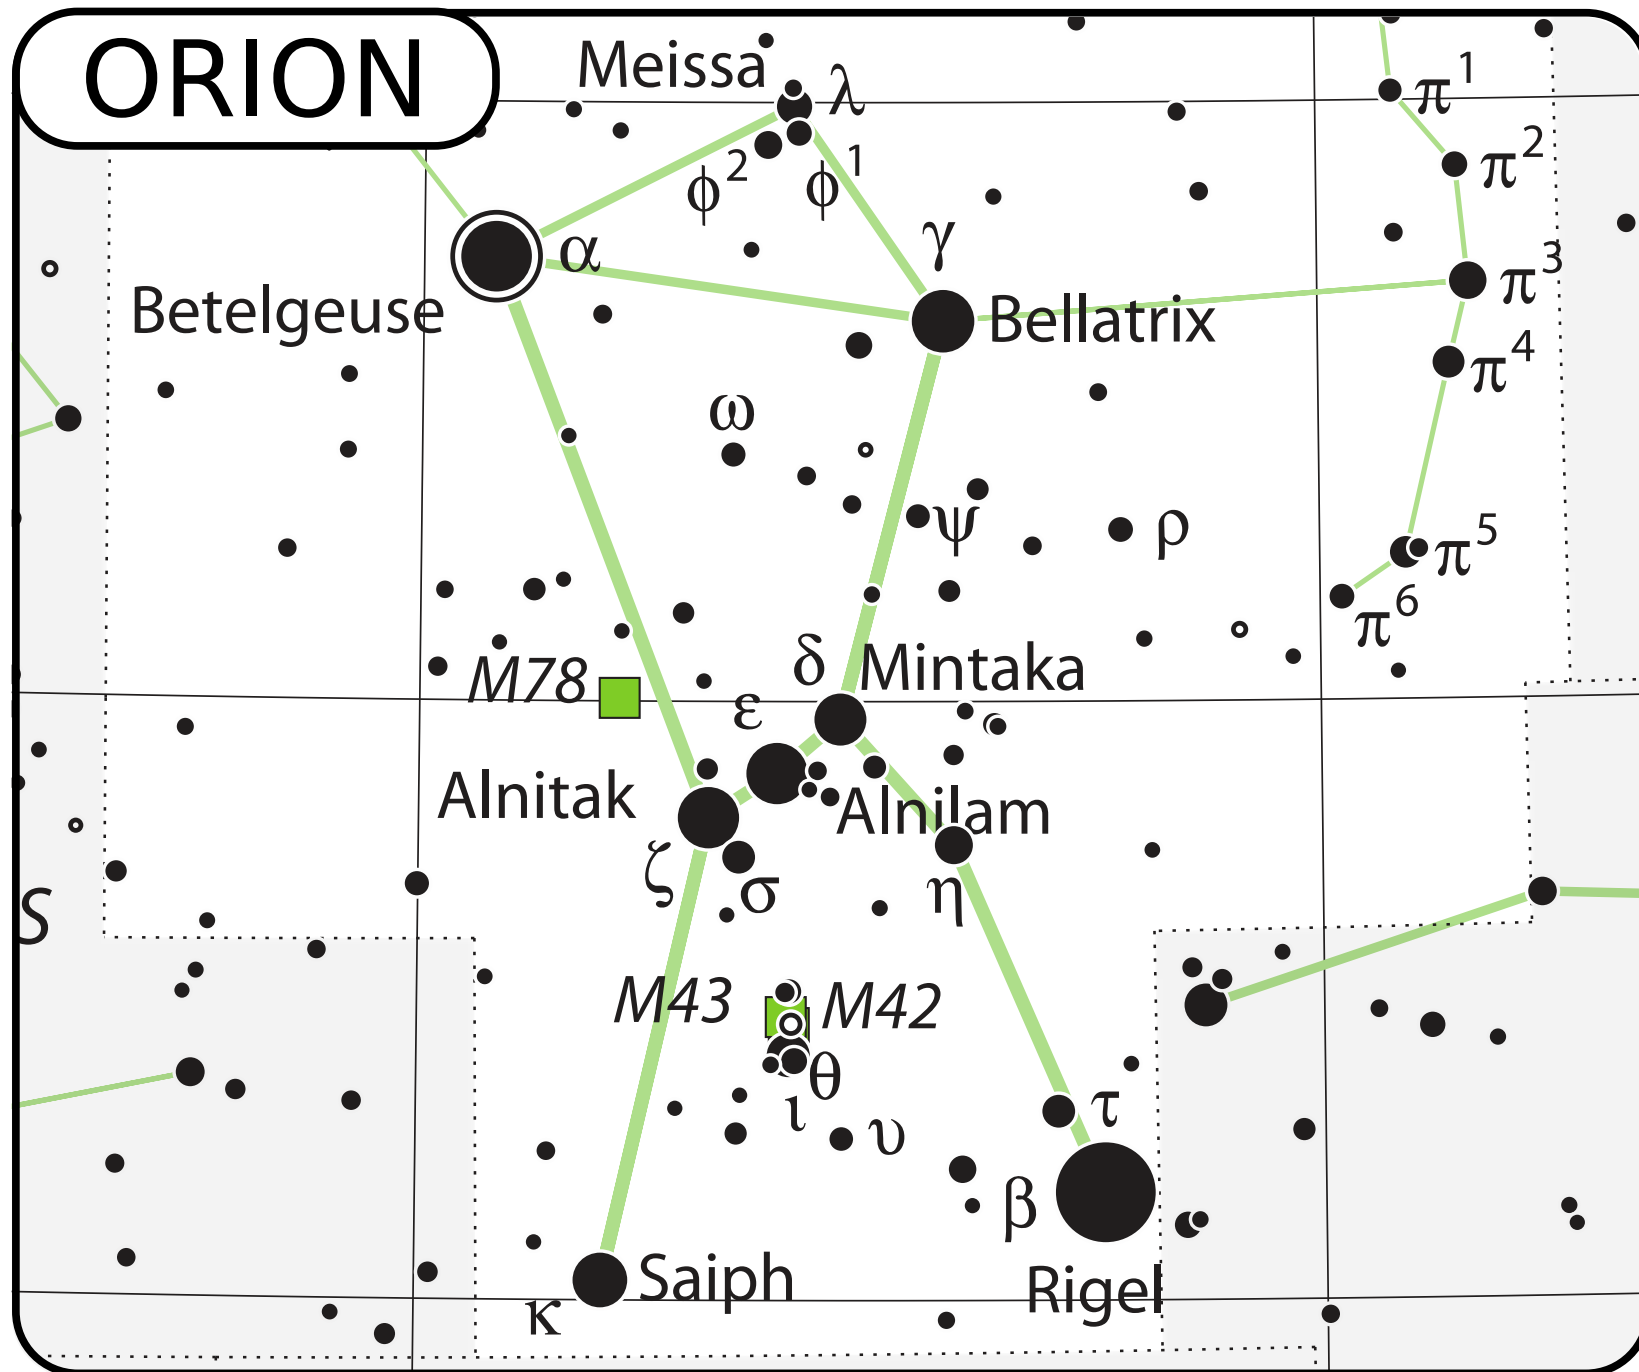 ORION
Meissa
λ
π¹
φ²
φ¹
π²
α
γ
π³
Betelgeuse
Bellatrix
π⁴
ω
ψ
ρ
π⁵
π⁶
M78
δ
Mintaka
ε
Alnitak
Alnilam
ζ
σ
η
S
M43
M42
θ
ι
υ
τ
β
Saiph
Rigel
κ